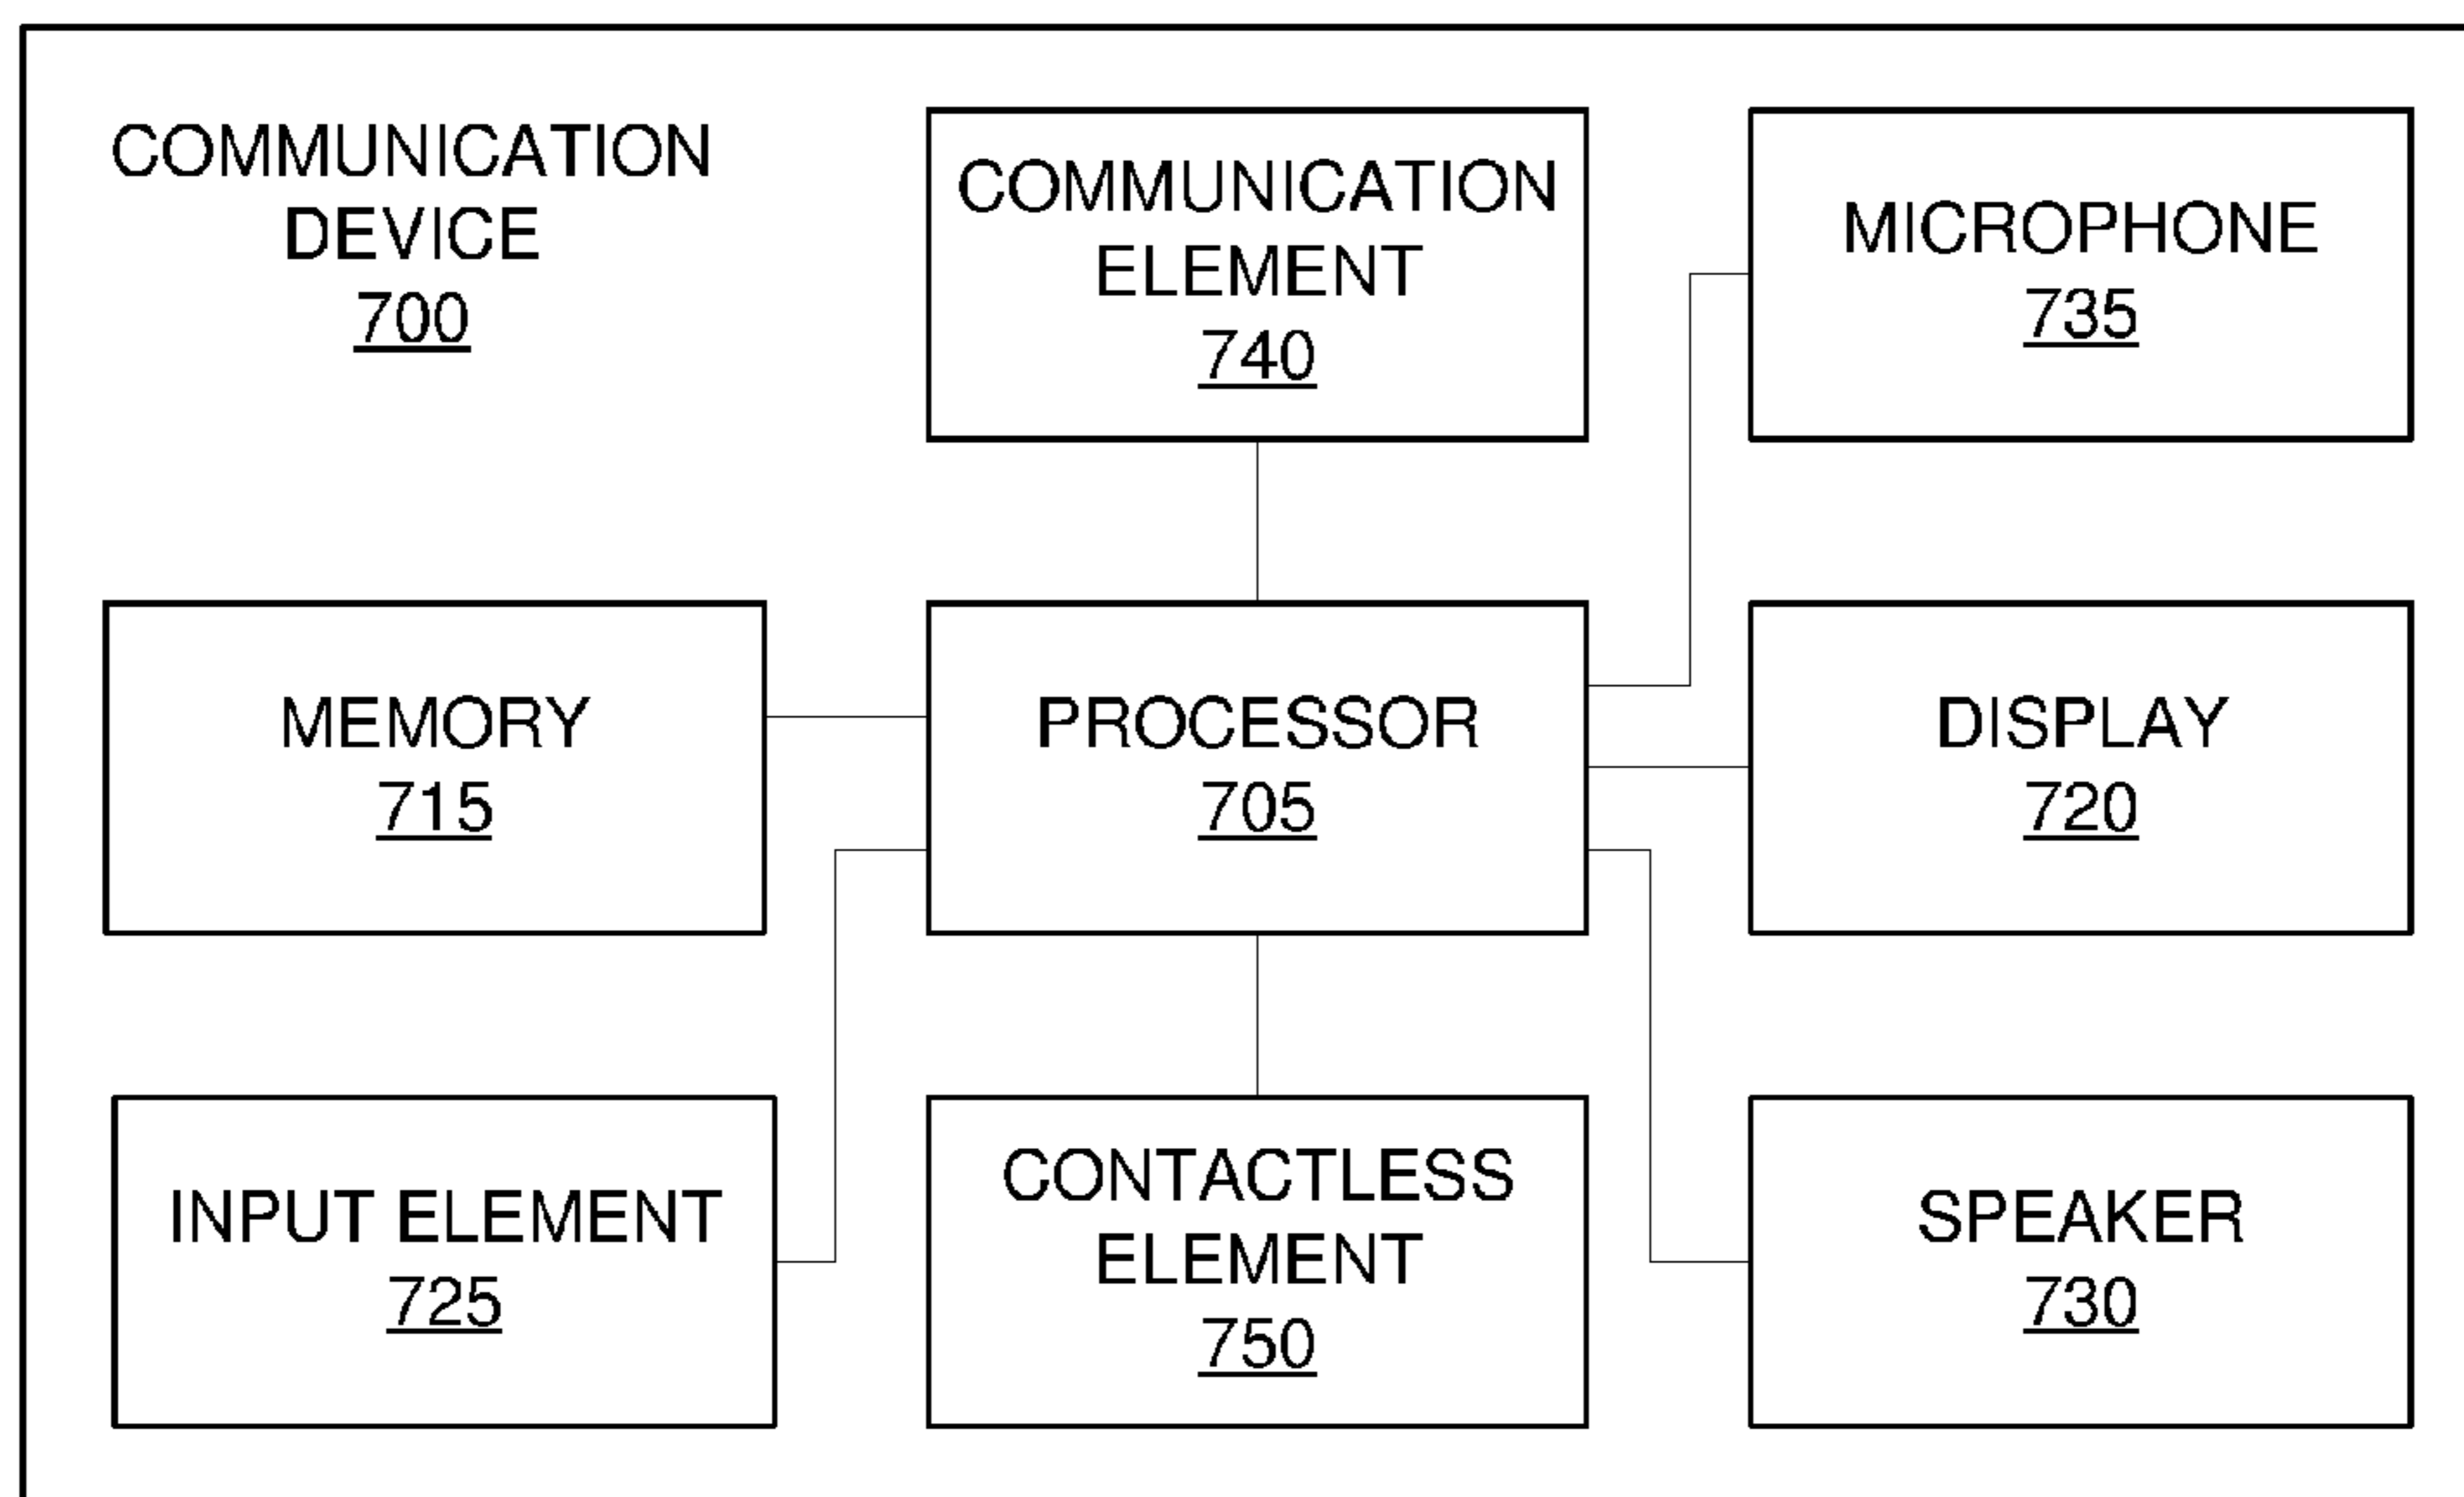 COMMUNICATION
DEVICE
700
COMMUNICATION
ELEMENT
740
MICROPHONE
735
MEMORY
715
PROCESSOR
705
DISPLAY
720
INPUT ELEMENT
725
CONTACTLESS
ELEMENT
750
SPEAKER
730